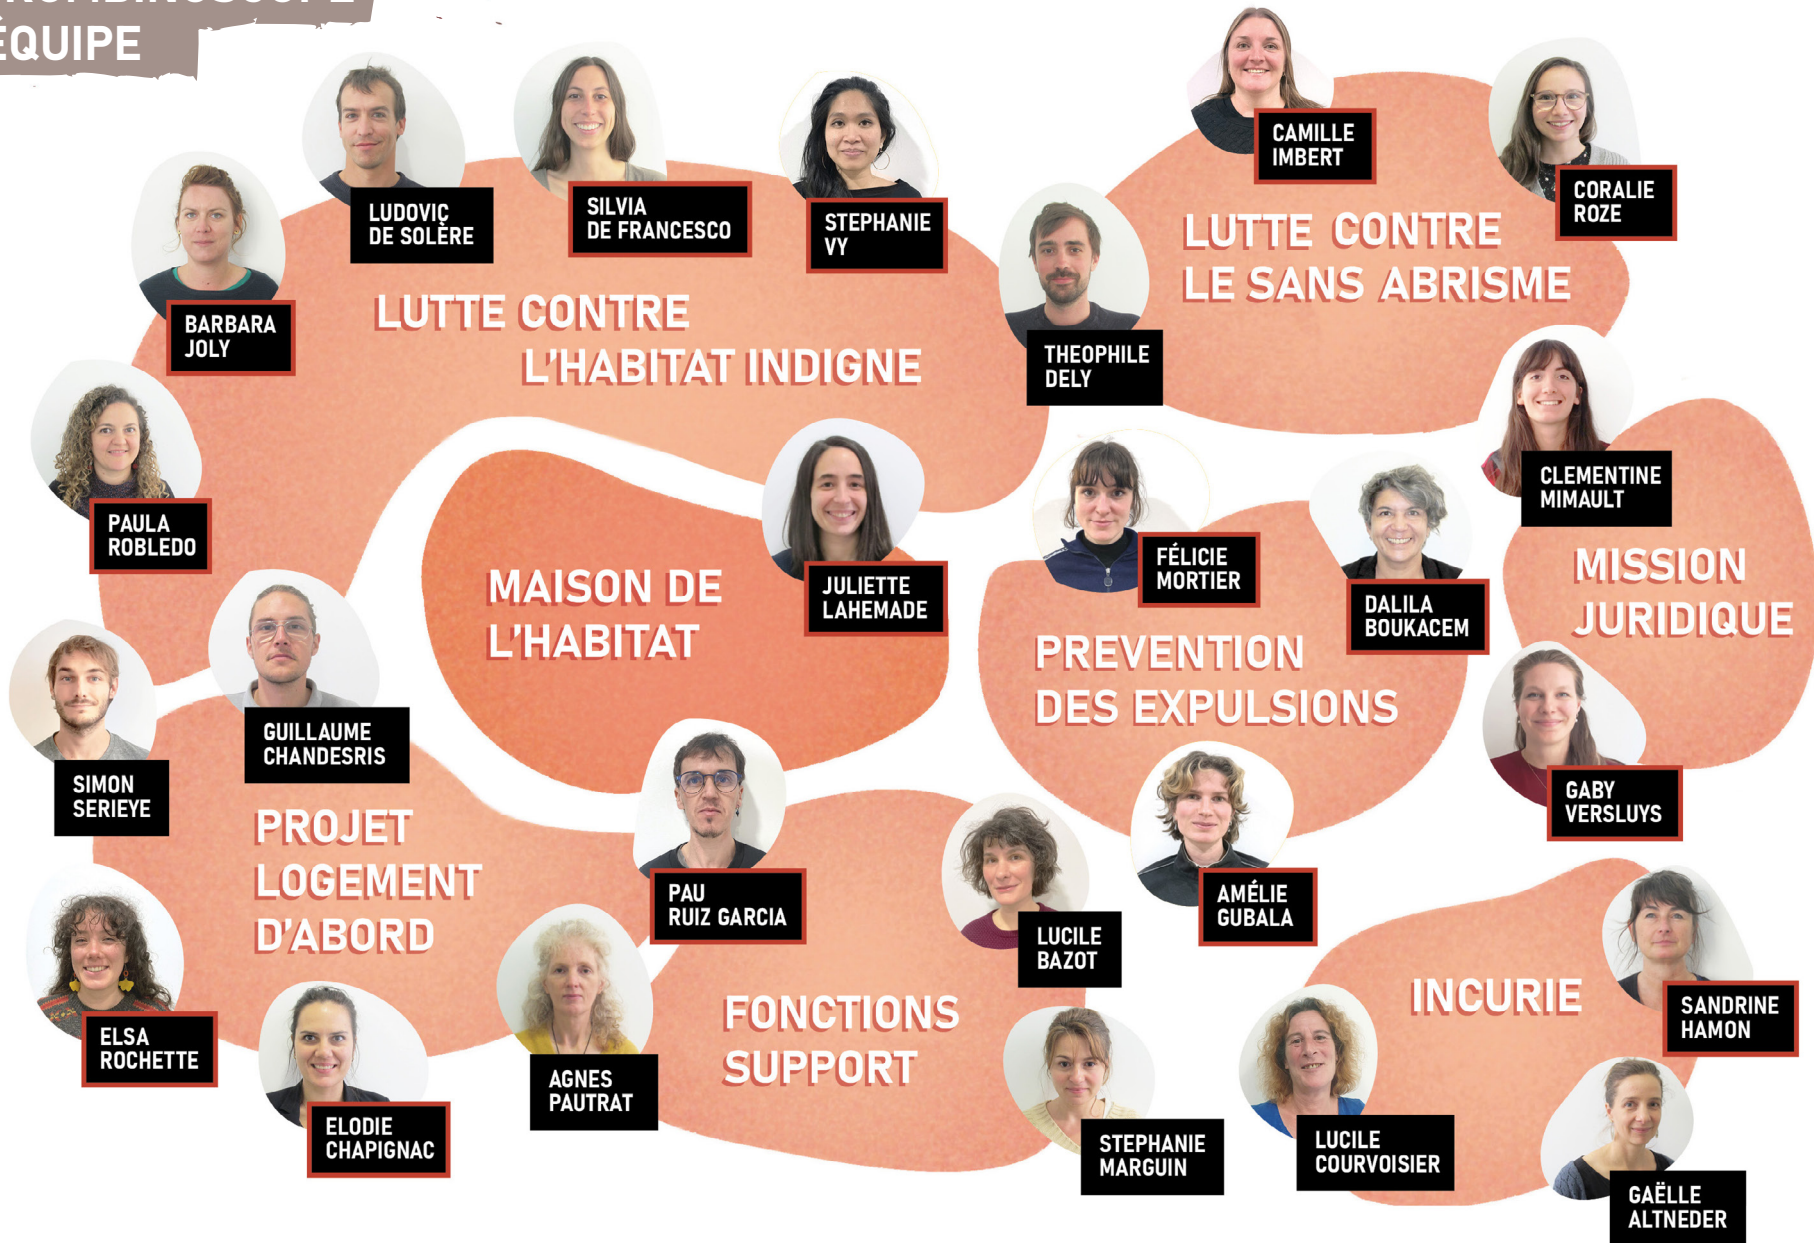 ÉQUIPE
LUDOVIC
DE SOLÈRE
SILVIA
DE FRANCESCO
STEPHANIE
VY
CAMILLE
IMBERT
CORALIE
ROZE
BARBARA
JOLY
LUTTE CONTRE
L'HABITAT INDIGNE
THEOPHILE
DELY
LUTTE CONTRE
LE SANS ABRISME
PAULA
ROBLEDO
MAISON DE
L'HABITAT
JULIETTE
LAHEMADE
FÉLICIE
MORTIER
DALILA
BOUKACEM
PREVENTION
DES EXPULSIONS
CLEMENTINE
MIMAULT
MISSION
JURIDIQUE
GABY
VERSLUYS
SIMON
SERIEYE
GUILLAUME
CHANDESRIS
PROJET
LOGEMENT
D'ABORD
ELSA
ROCHETTE
ELODIE
CHAPIGNAC
PAU
RUIZ GARCIA
AGNES
PAUTRAT
FONCTIONS
SUPPORT
LUCILE
BAZOT
STEPHANIE
MARGUIN
AMÉLIE
GUBALA
INCURIE
SANDRINE
HAMON
LUCILE
COURVOISIER
GAËLLE
ALTNEDER